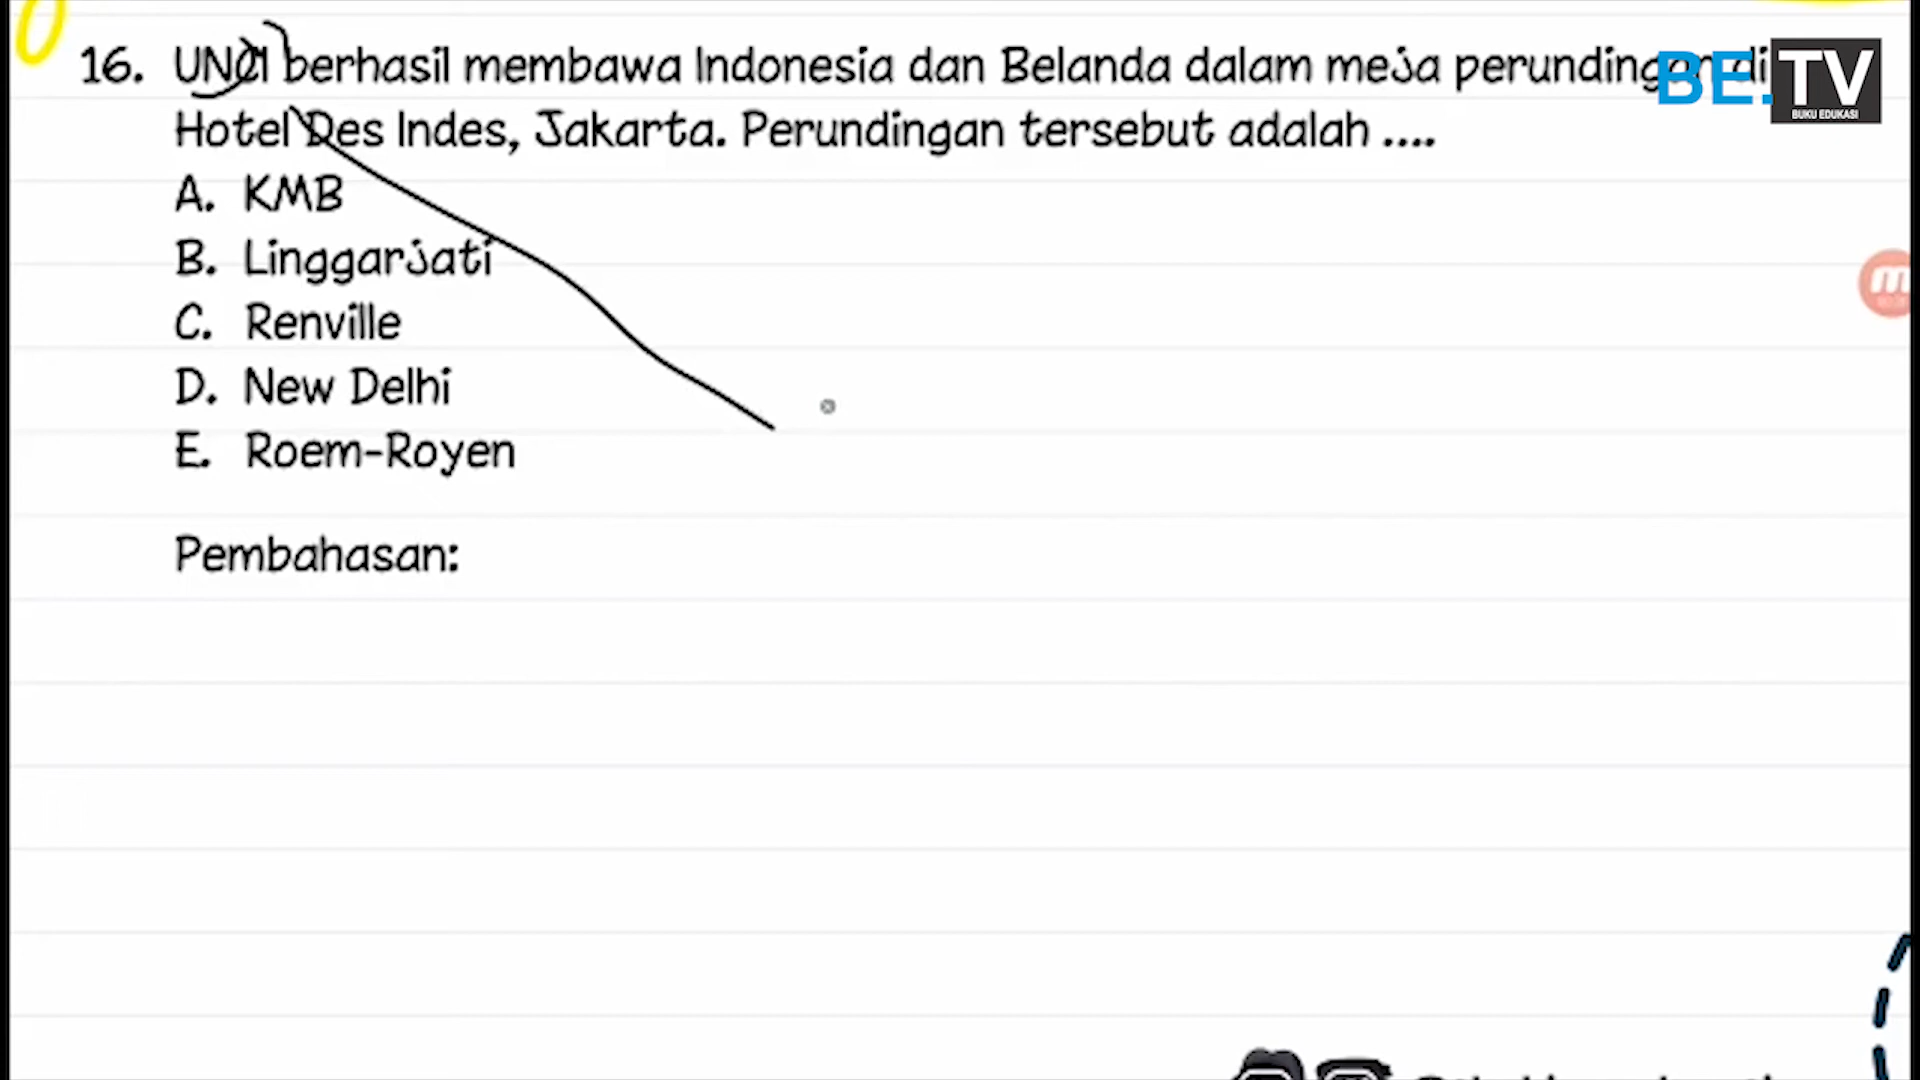 16. UNCI berhasil membawa Indonesia dan Belanda dalam meja perundingan di
BE.TV
BUKU EDUKASI
Hotel Des Indes, Jakarta. Perundingan tersebut adalah ....
A. KMB
B. Linggarjati
C. Renville
D. New Delhi
E. Roem-Royen
Pembahasan: